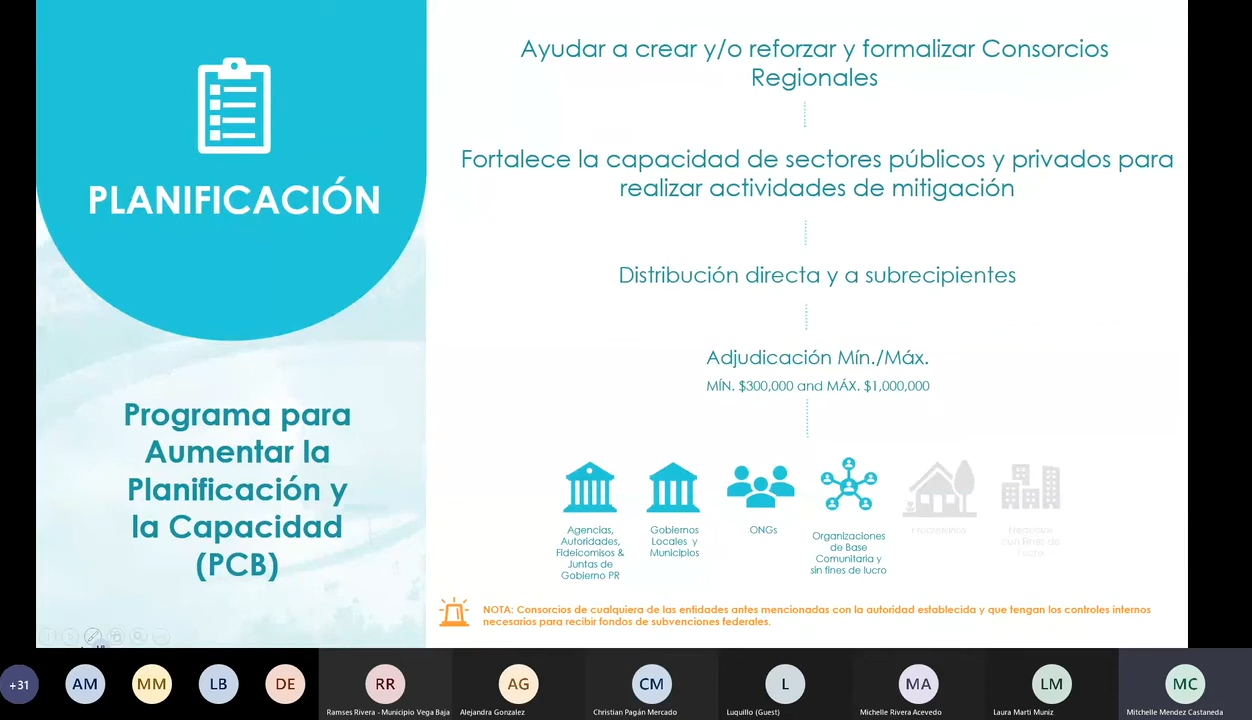 PLANIFICACIÓN
Programa para
Aumentar la
Planificación y
la Capacidad
(PCB)
Ayudar a crear y/o reforzar y formalizar Consorcios
Regionales
Fortalece la capacidad de sectores públicos y privados para
realizar actividades de mitigación
Distribución directa y a subrecipientes
Adjudicación Mín./Máx.
MÍN. $300,000 and MÁX. $1,000,000
Agencias,
Autoridades,
Fideicomisos &
Juntas de
Gobierno PR
Gobiernos
Locales y
Municipios
ONGs
Organizaciones
de Base
Comunitaria y
sin fines de lucro
Propietarios
Negocios
con Fines de
Lucro
NOTA: Consorcios de cualquiera de las entidades antes mencionadas con la autoridad establecida y que tengan los controles internos
necesarios para recibir fondos de subvenciones federales.
+31
AM
MM
LB
DE
RR
Ramses Rivera - Municipio Vega Baja
AG
Alejandra Gonzalez
CM
Christian Pagán Mercado
L
Luquillo (Guest)
MA
Michelle Rivera Acevedo
LM
Laura Marti Muniz
MC
Mitchelle Mendez Castaneda